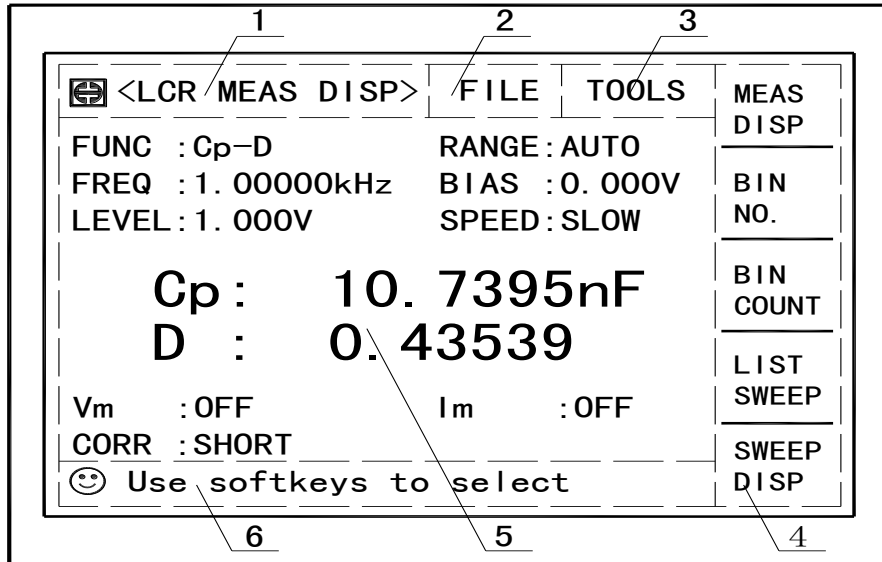 1 2 3
<LCR MEAS DISP> FILE TOOLS
FUNC :Cp-D RANGE:AUTO
FREQ :1.00000kHz BIAS :0.000V
LEVEL:1.000V SPEED:SLOW
Cp: 10.7395nF
D : 0.43539
Vm :OFF Im :OFF
CORR :SHORT
Use softkeys to select
MEAS
DISP
BIN
NO.
BIN
COUNT
LIST
SWEEP
SWEEP
DISP
6 5 4